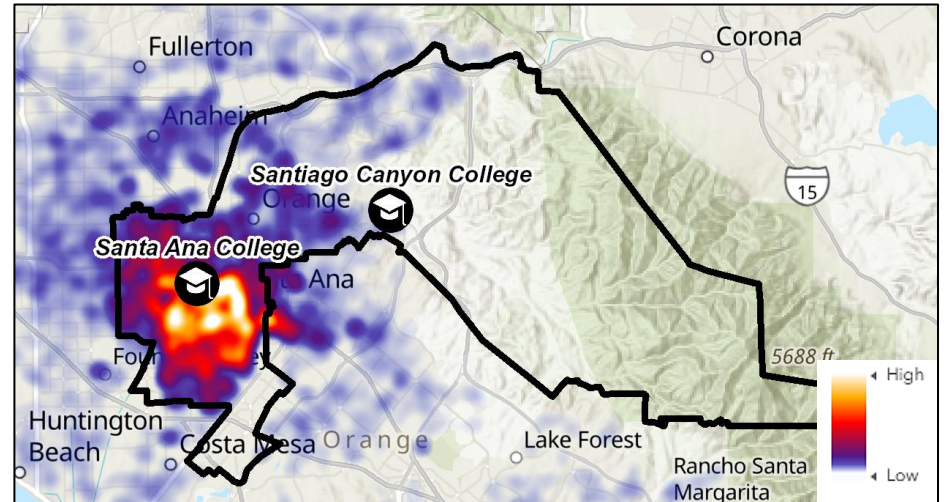 Fullerton
Corona
Anaheim
Santiago Canyon College
Orange
15
Santa Ana College
Ana
5688 ft
High
Huntington
Beach
Costa Mesa
Orange
Lake Forest
Rancho Santa
Margarita
Low